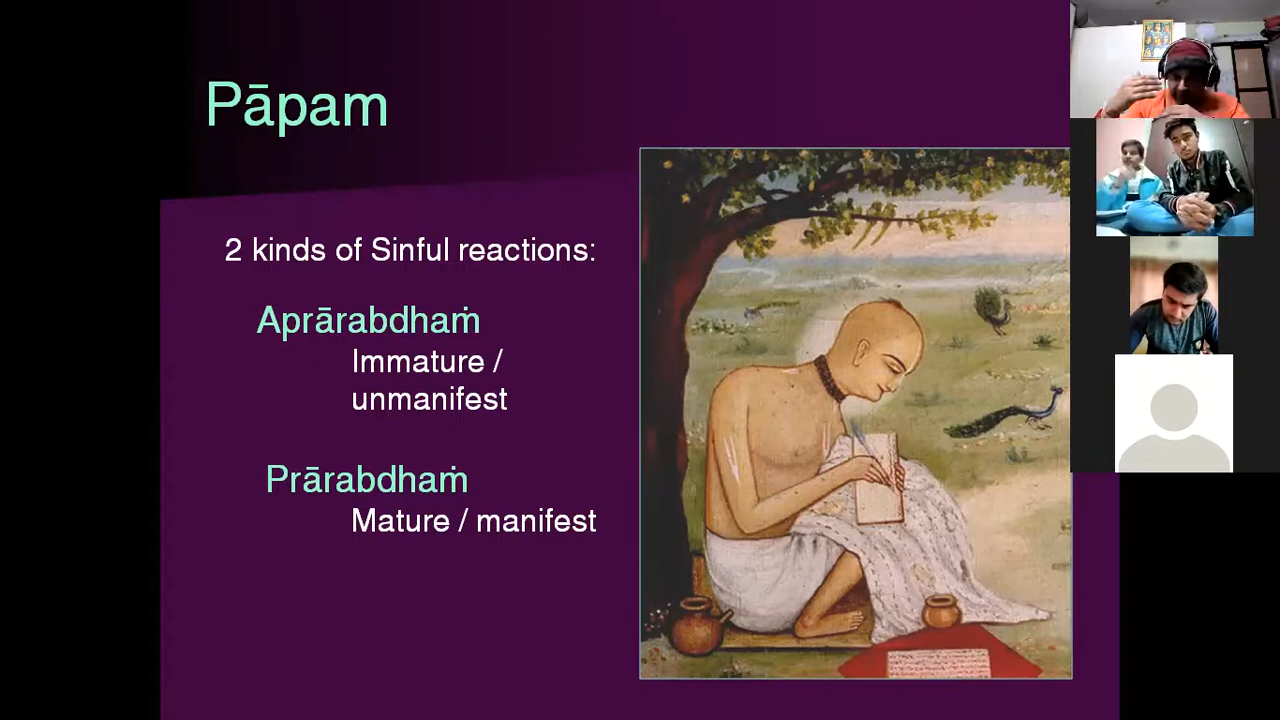 Pāpam
2 kinds of Sinful reactions:
Aprārabdhaṁ
Immature /
unmanifest
Prārabdhaṁ
Mature / manifest